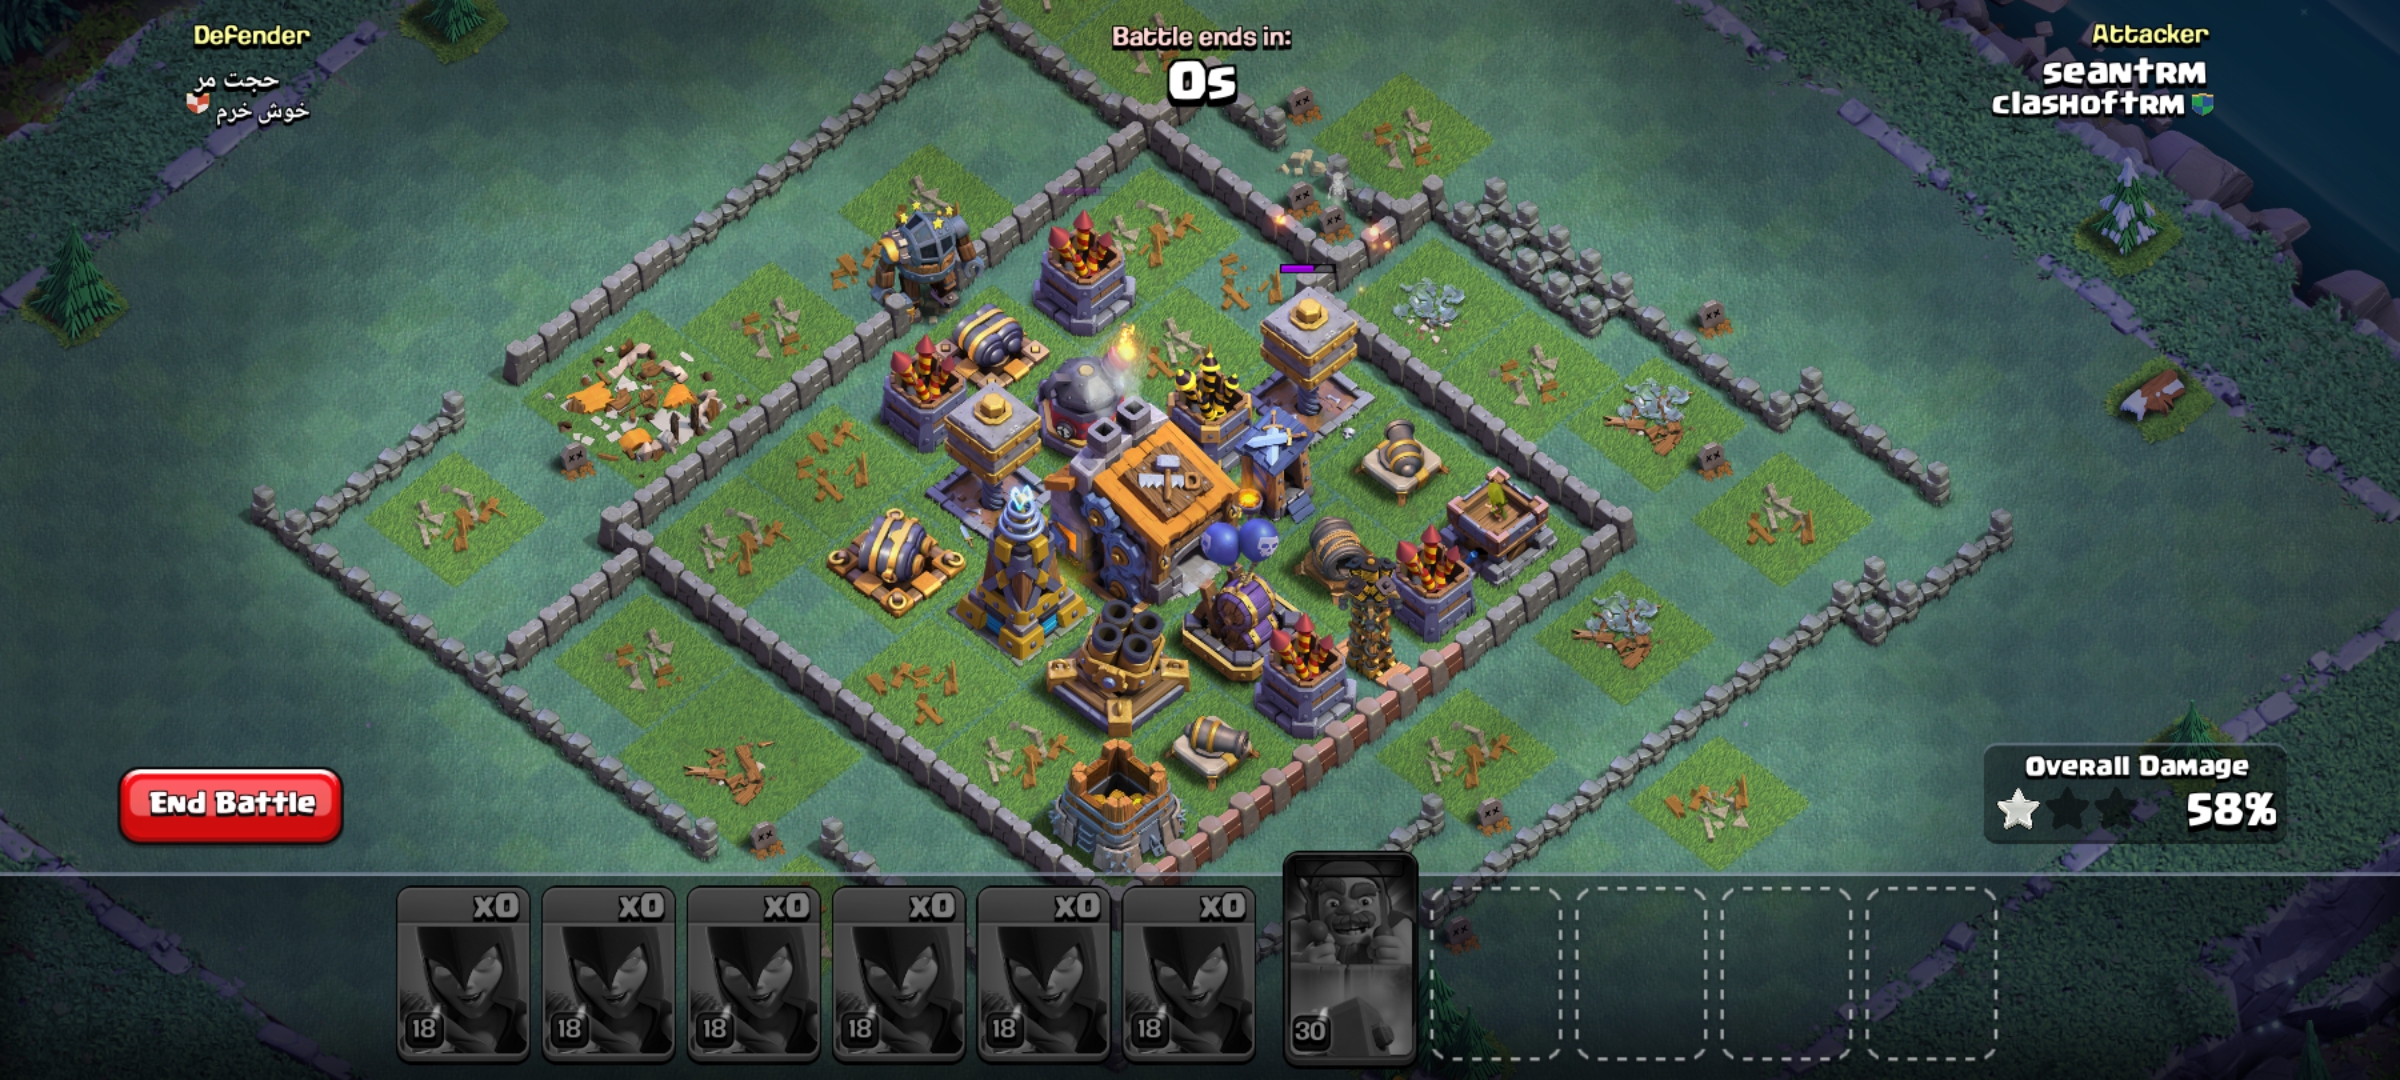 Defender
حجت مر
خوش خرم
Battle ends in:
0s
Attacker
seantRM
clashoftRM
End Battle
Overall Damage
58%
x0 x0 x0 x0 x0 x0
18 18 18 18 18 18 30